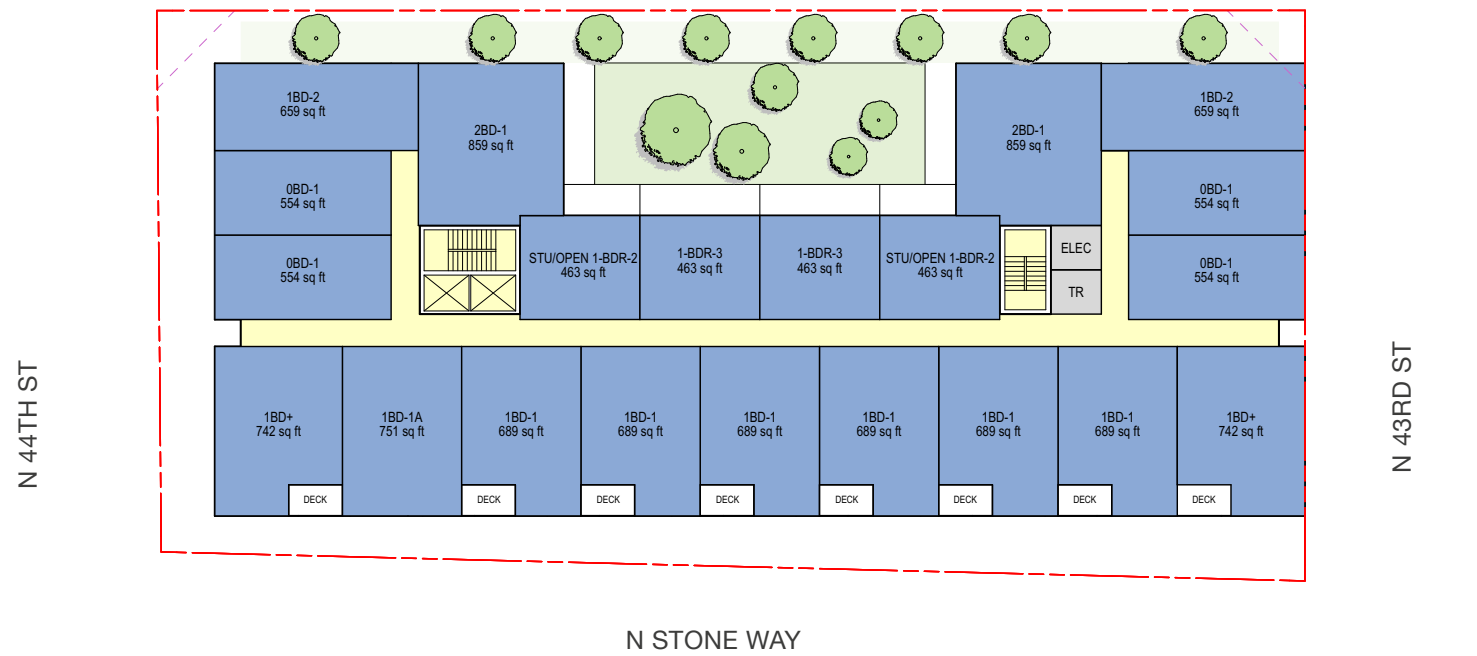 1BD-2
659 sq ft
2BD-1
859 sq ft
2BD-1
859 sq ft
1BD-2
659 sq ft
0BD-1
554 sq ft
0BD-1
554 sq ft
0BD-1
554 sq ft
STU/OPEN 1-BDR-2
463 sq ft
1-BDR-3
463 sq ft
1-BDR-3
463 sq ft
STU/OPEN 1-BDR-2
463 sq ft
ELEC
TR
0BD-1
554 sq ft
1BD+
742 sq ft
1BD-1A
751 sq ft
1BD-1
689 sq ft
1BD-1
689 sq ft
1BD-1
689 sq ft
1BD-1
689 sq ft
1BD-1
689 sq ft
1BD-1
689 sq ft
1BD+
742 sq ft
DECK
DECK
DECK
DECK
DECK
DECK
DECK
DECK
N 44TH ST
N 43RD ST
N STONE WAY